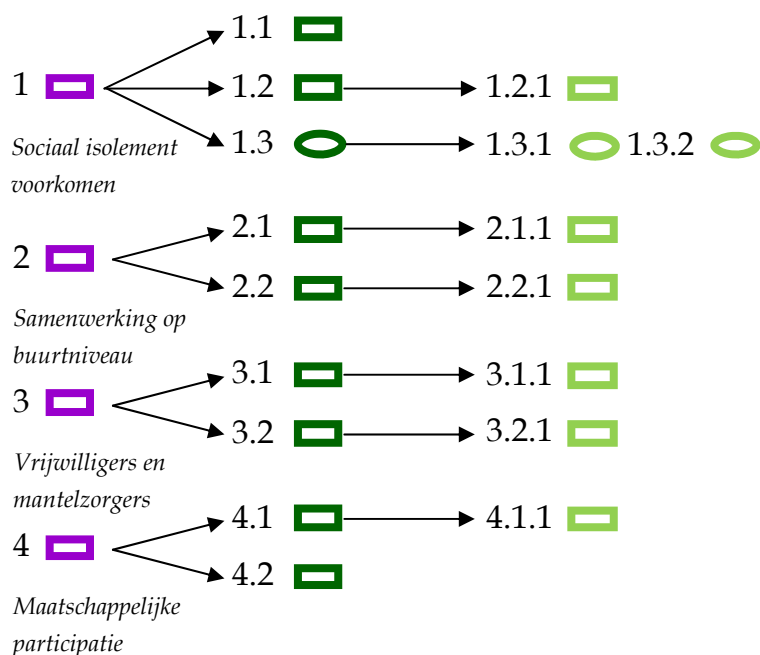 1.1
1 1.2 1.2.1
1.3 1.3.1 1.3.2
Sociaal isolement
voorkomen
2.1 2.1.1
2
2.2 2.2.1
Samenwerking op
buurtniveau
3.1 3.1.1
3
3.2 3.2.1
Vrijwilligers en
mantelzorgers
4.1 4.1.1
4
4.2
Maatschappelijke
participatie